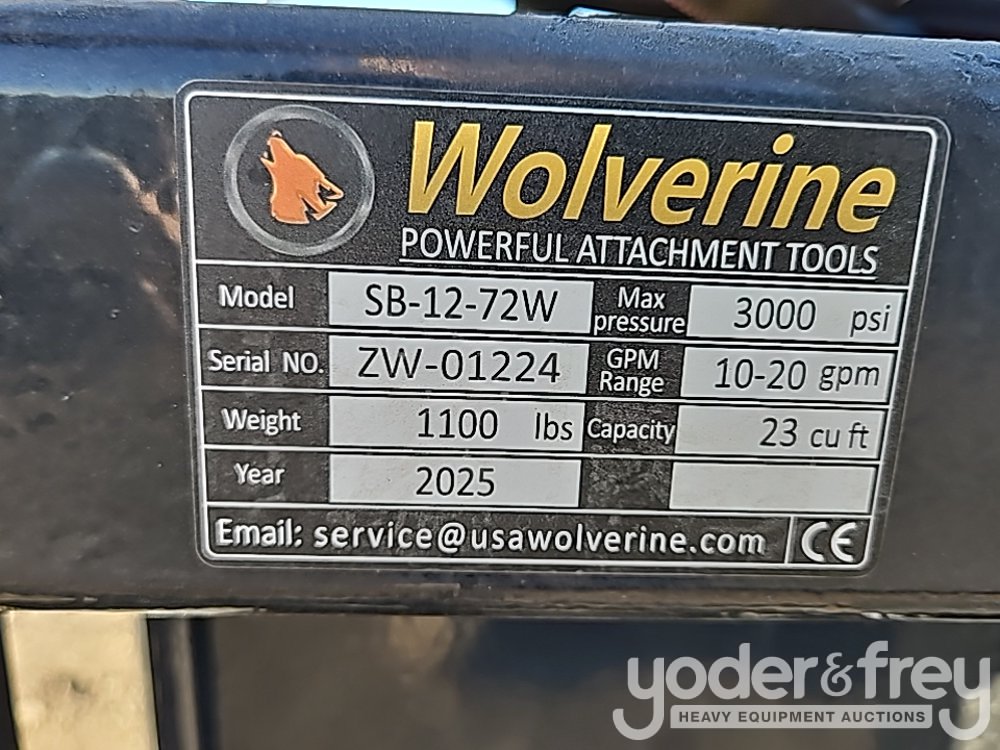 Wolverine
POWERFUL ATTACHMENT TOOLS
Model SB-12-72W Max pressure 3000 psi
Serial NO. ZW-01224 GPM Range 10-20 gpm
Weight 1100 lbs Capacity 23 cu ft
Year 2025
Email: service@usawolverine.com CE
yoder&frey
HEAVY EQUIPMENT AUCTIONS